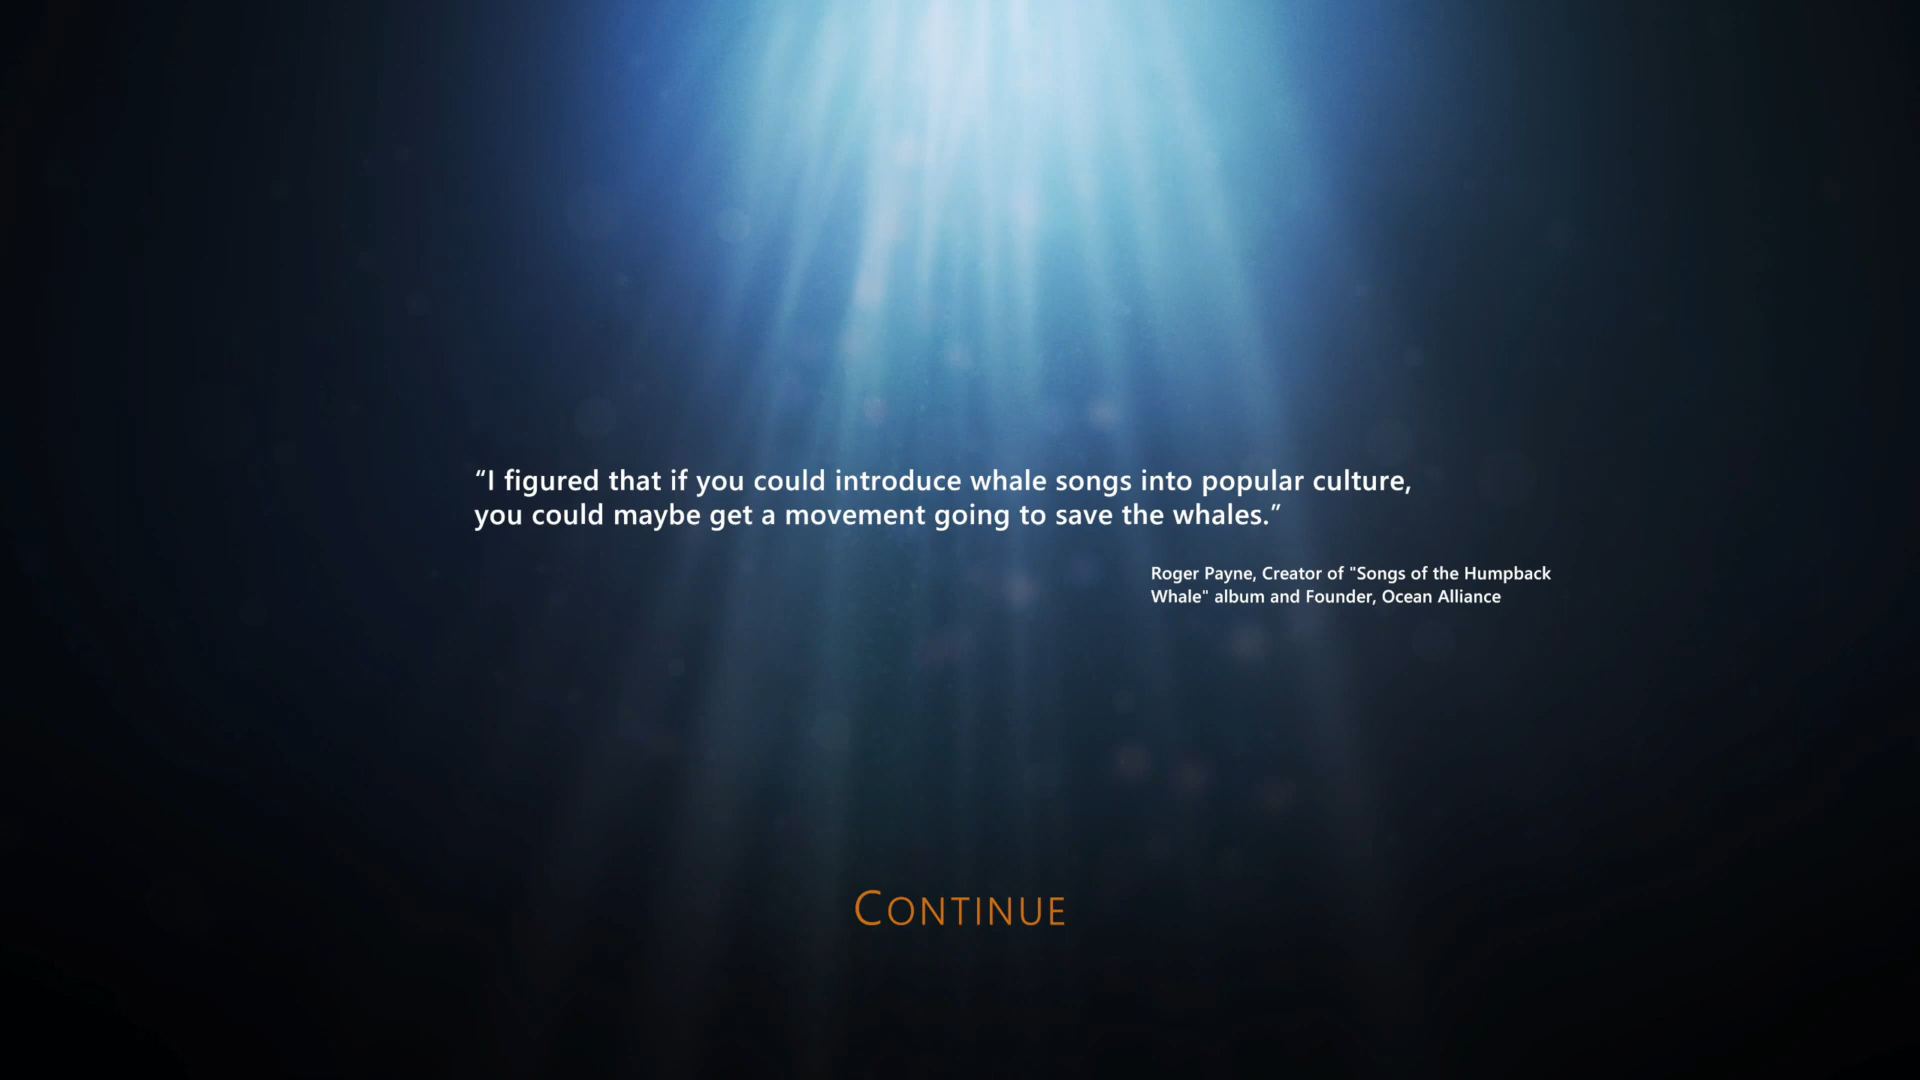 “I figured that if you could introduce whale songs into popular culture,
you could maybe get a movement going to save the whales.”
Roger Payne, Creator of "Songs of the Humpback
Whale" album and Founder, Ocean Alliance
CONTINUE